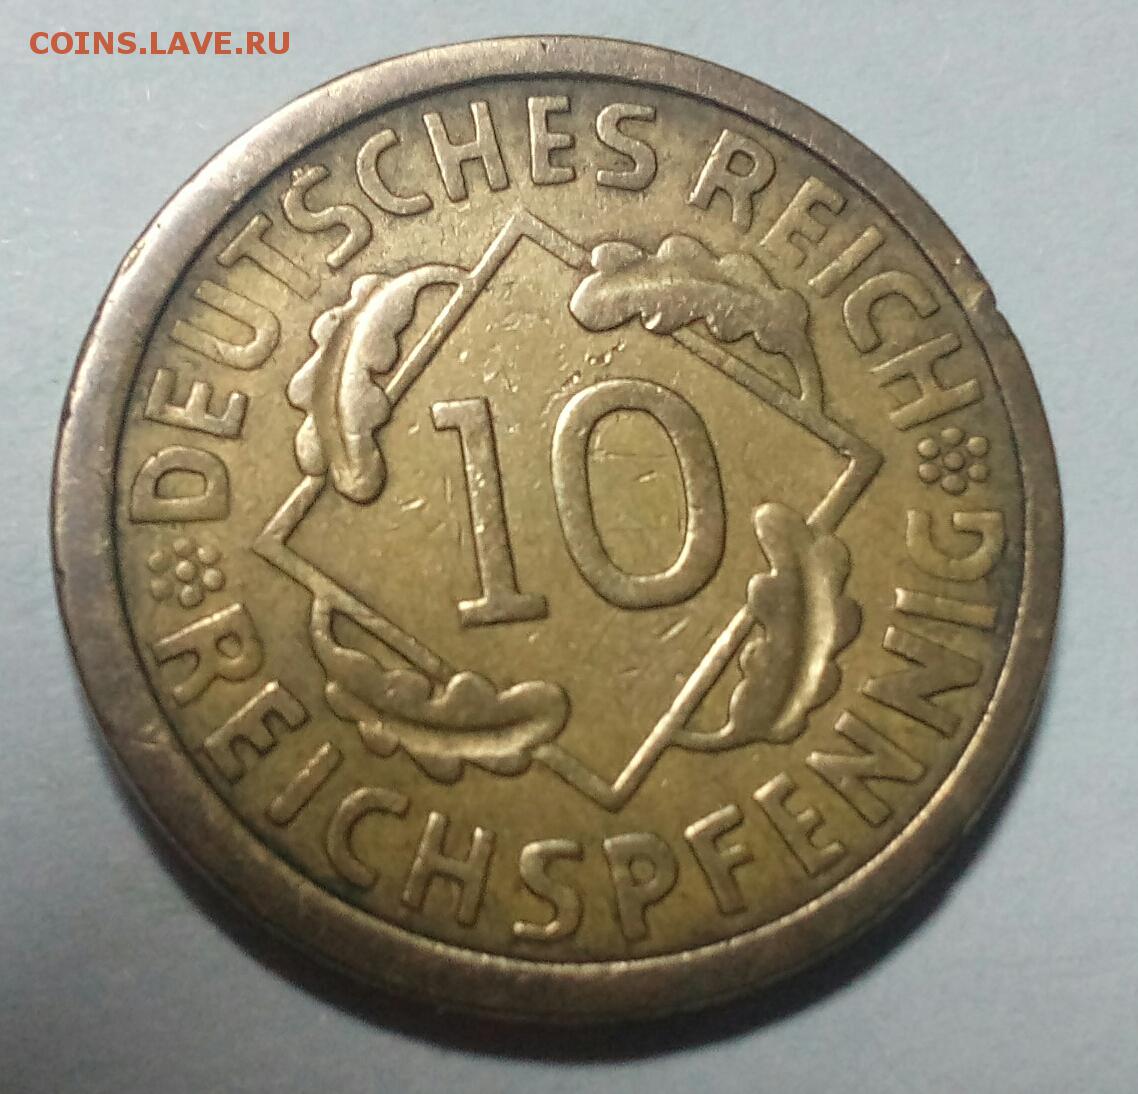 COINS.LAVE.RU
DEUTSCHES REICH
10
REICHSPFENNIG